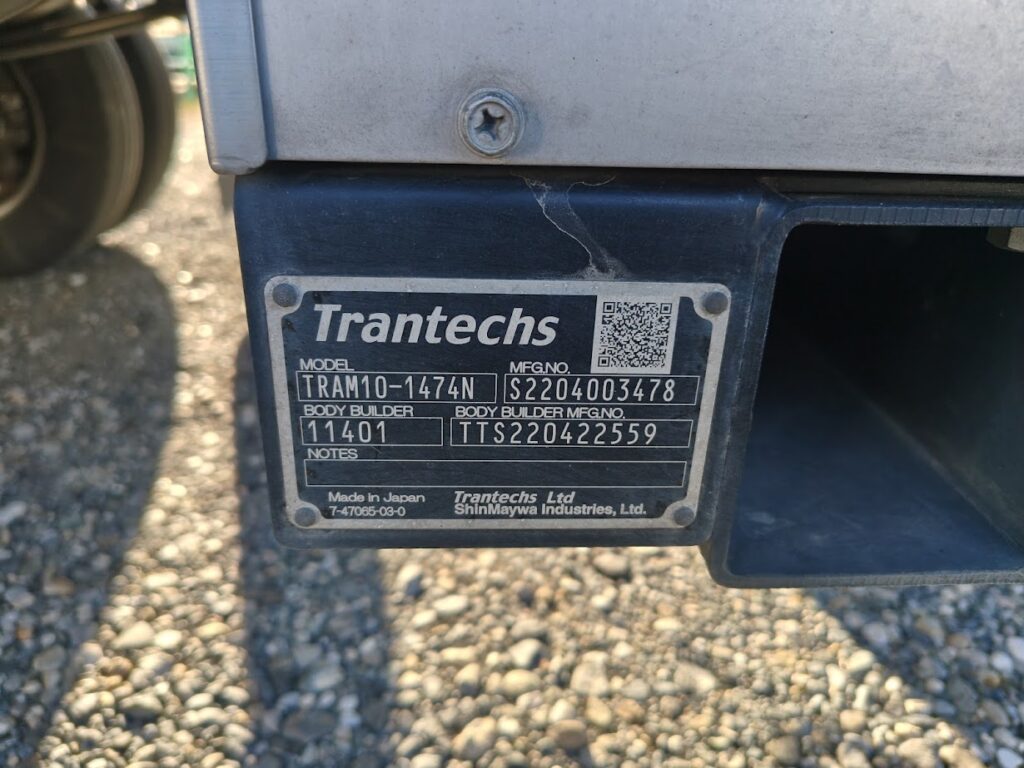 Trantechs
MODEL MFG.NO.
TRAM10-1474N S2204003478
BODY BUILDER BODY BUILDER MFG.NO.
11401 TTS220422559
NOTES
Made in Japan Trantechs Ltd
7-47065-03-0 ShinMaywa Industries, Ltd.